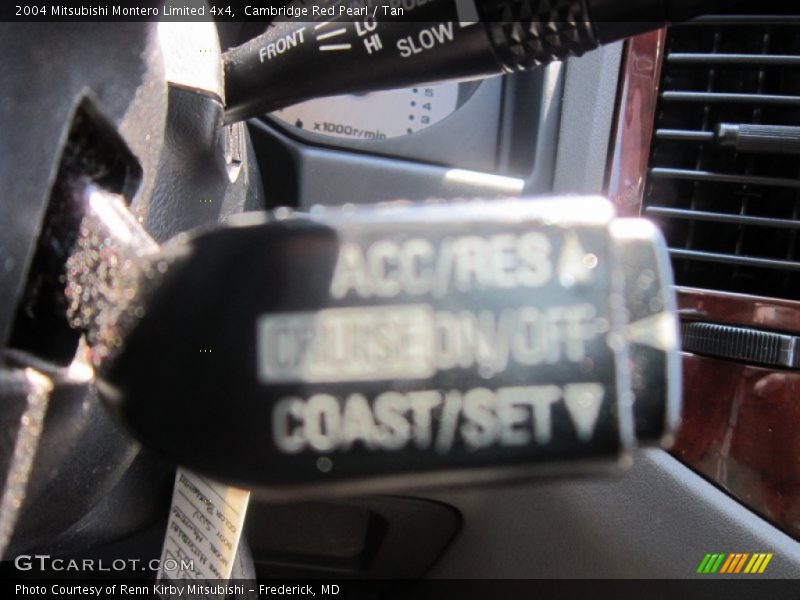 2004 Mitsubishi Montero Limited 4x4, Cambridge Red Pearl / Tan
FRONT
LO
HI
SLOW
5
4
3
x1000r/min
ACC/RES ▲
CRUISE ON/OFF
COAST/SET ▼
GTCARLOT.COM
Photo Courtesy of Renn Kirby Mitsubishi – Frederick, MD